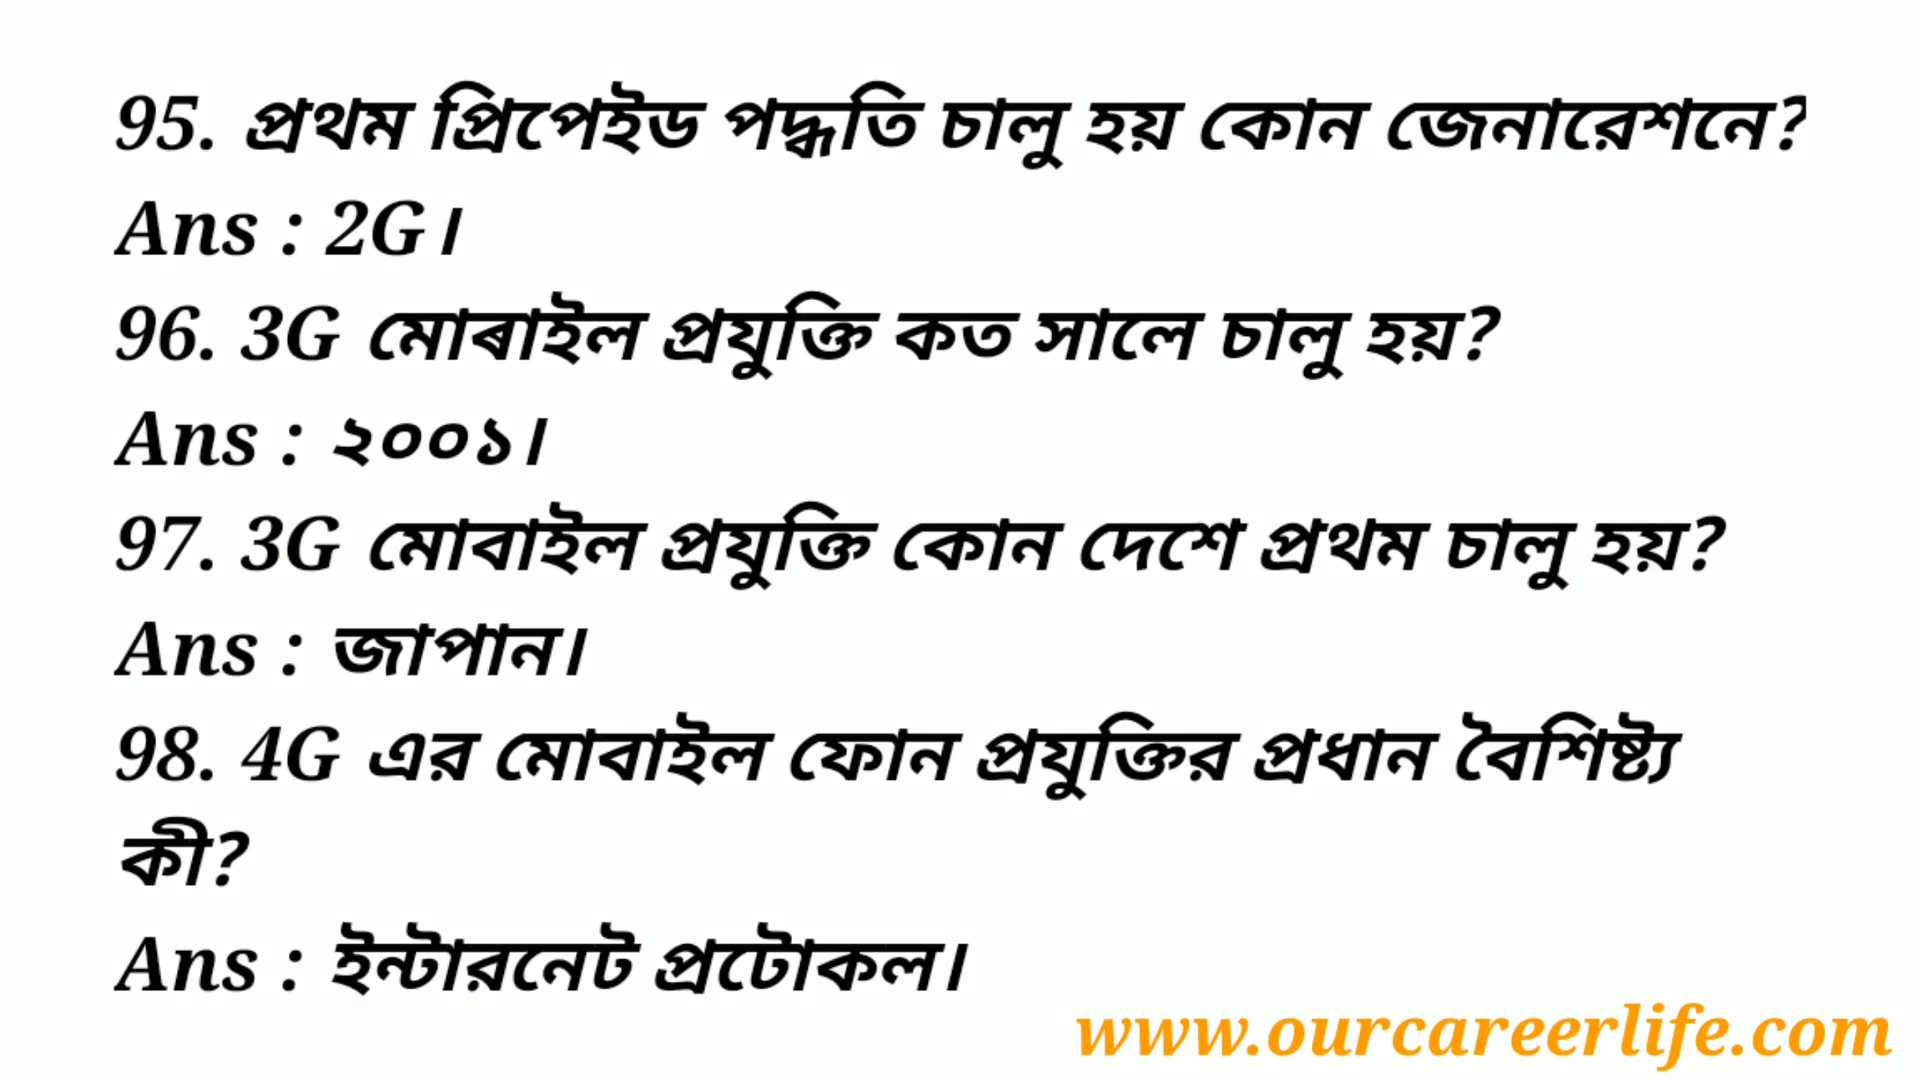 95. প্রথম প্রিপেইড পদ্ধতি চালু হয় কোন জেনারেশনে?
Ans : 2G।
96. 3G মোৰাইল প্রযুক্তি কত সালে চালু হয়?
Ans : ২০০১।
97. 3G মোবাইল প্রযুক্তি কোন দেশে প্রথম চালু হয়?
Ans : জাপান।
98. 4G এর মোবাইল ফোন প্রযুক্তির প্রধান বৈশিষ্ট্য
কী?
Ans : ইন্টারনেট প্রটোকল।
www.ourcareerlife.com